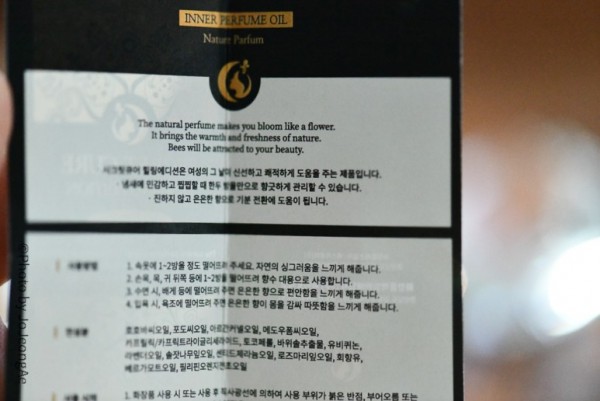 INNER PERFUME OIL
Nature Parfum
The natural perfume makes you bloom like a flower.
It brings the warmth and freshness of nature.
Bees will be attracted to your beauty.
시크릿큐어 힐링에디션은 여성의 그 날에 신선하고 쾌적하게 도움을 주는 제품입니다.
· 냄새에 민감하고 찝찝할 때 한두 방울만으로 향긋하게 관리할 수 있습니다.
· 진하지 않고 은은한 향으로 기분 전환에 도움이 됩니다.
사용방법
1. 속옷에 1~2방울 정도 떨어뜨려 주세요. 자연의 싱그러움을 느끼게 해줍니다.
2. 손목, 목, 귀 뒤쪽 등에 1~2방울 떨어뜨려 향수 대용으로 사용합니다.
3. 수면 시, 베게 등에 떨어뜨려 주면 은은한 향으로 편안함을 느끼게 해줍니다.
4. 입욕 시, 욕조에 떨어뜨려 주면 은은한 향이 몸을 감싸 따뜻함을 느끼게 해줍니다.
전성분
호호바씨오일, 포도씨오일, 아르간커넬오일, 메도우폼씨오일,
카프릴릭/카프릭트라이글리세라이드, 토코페롤, 바위솔추출물, 유비퀴논,
라벤더오일, 솔잣나무잎오일, 센티드제라늄오일, 로즈마리잎오일, 회향유,
베르가모트오일, 필리핀오렌지껍질오일
1. 화장품 사용 시 또는 사용 후 직사광선에 의하여 사용 부위가 붉은 반점, 부어오름 또는
@Photo by Jo JeongAe